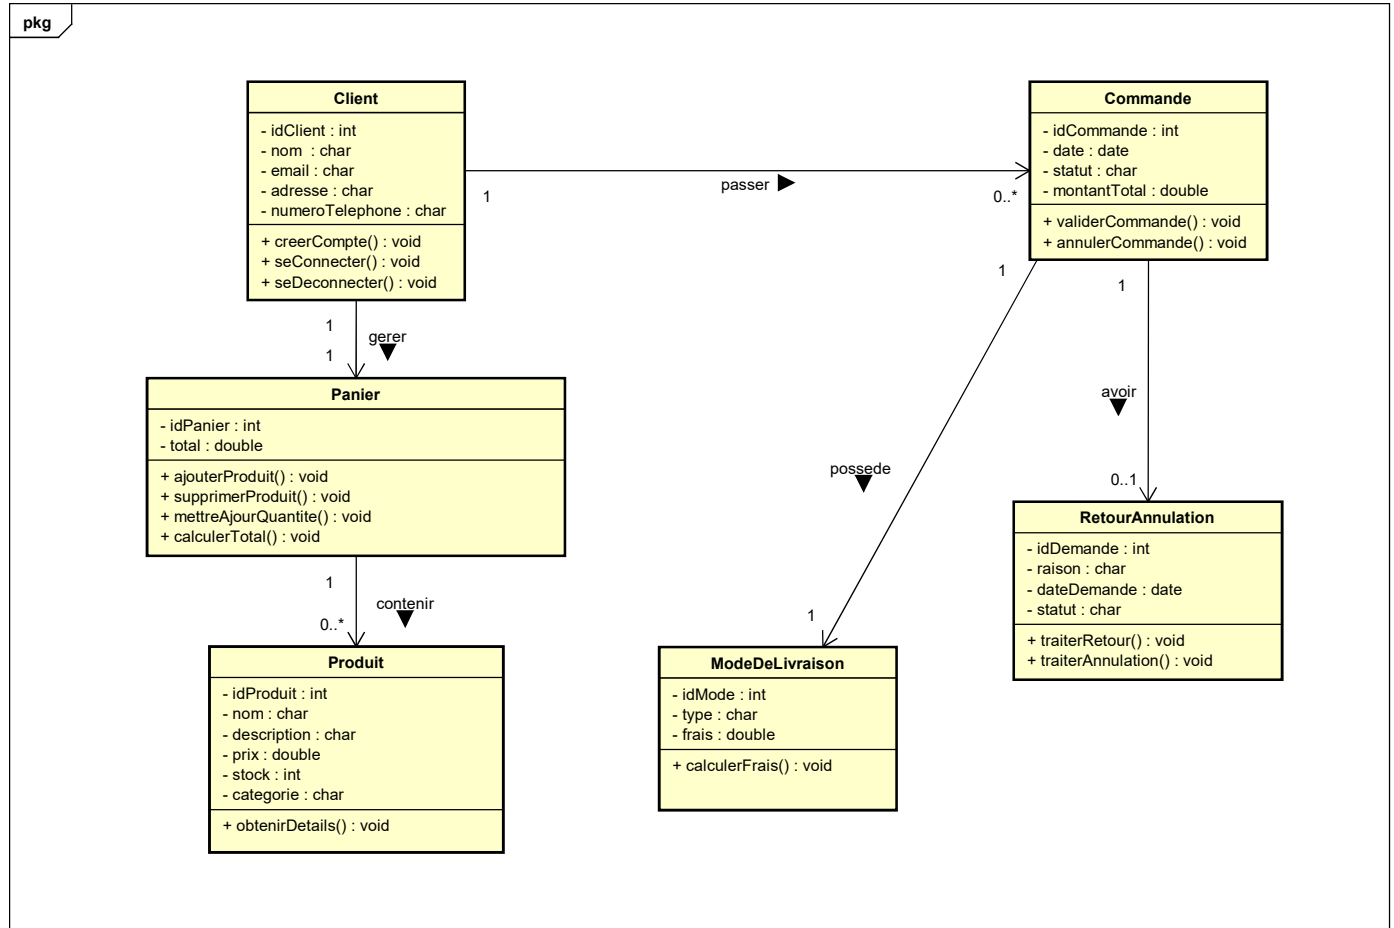 pkg
Client
- idClient : int
- nom  : char
- email : char
- adresse : char
- numeroTelephone : char
+ creerCompte() : void
+ seConnecter() : void
+ seDeconnecter() : void
1
passer
0..*
Commande
- idCommande : int
- date : date
- statut : char
- montantTotal : double
+ validerCommande() : void
+ annulerCommande() : void
1
gerer
1
Panier
- idPanier : int
- total : double
+ ajouterProduit() : void
+ supprimerProduit() : void
+ mettreAjourQuantite() : void
+ calculerTotal() : void
1
contenir
0..*
Produit
- idProduit : int
- nom : char
- description : char
- prix : double
- stock : int
- categorie : char
+ obtenirDetails() : void
1
possede
1
ModeDeLivraison
- idMode : int
- type : char
- frais : double
+ calculerFrais() : void
1
avoir
0..1
RetourAnnulation
- idDemande : int
- raison : char
- dateDemande : date
- statut : char
+ traiterRetour() : void
+ traiterAnnulation() : void